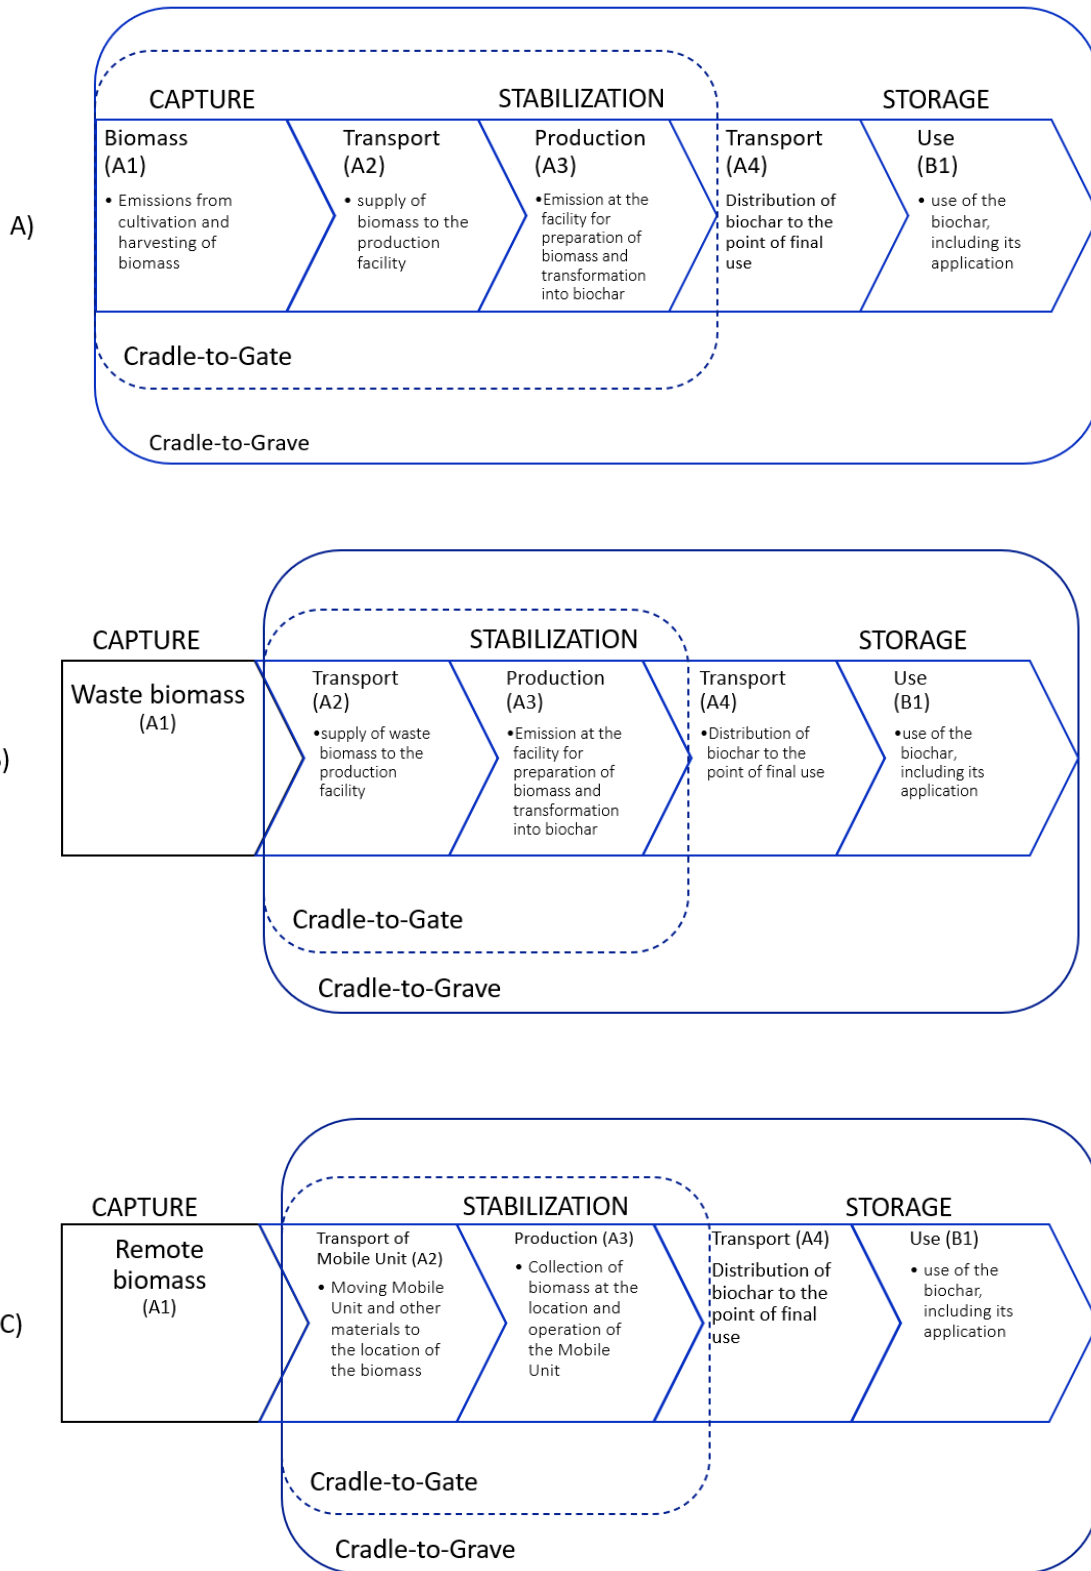 CAPTURE
STABILIZATION
STORAGE
A)
Biomass
(A1)
• Emissions from
cultivation and
harvesting of
biomass
Transport
(A2)
• supply of
biomass to the
production
facility
Production
(A3)
•Emission at the
facility for
preparation of
biomass and
transformation
into biochar
Transport
(A4)
Distribution of
biochar to the
point of final
use
Use
(B1)
• use of the
biochar,
including its
application
Cradle-to-Gate
Cradle-to-Grave
CAPTURE
STABILIZATION
STORAGE
)
Waste biomass
(A1)
Transport
(A2)
•supply of waste
biomass to the
production
facility
Production
(A3)
•Emission at the
facility for
preparation of
biomass and
transformation
into biochar
Transport
(A4)
•Distribution of
biochar to the
point of final use
Use
(B1)
•use of the
biochar,
including its
application
Cradle-to-Gate
Cradle-to-Grave
CAPTURE
STABILIZATION
STORAGE
C)
Remote
biomass
(A1)
Transport of
Mobile Unit (A2)
• Moving Mobile
Unit and other
materials to
the location of
the biomass
Production (A3)
• Collection of
biomass at the
location and
operation of
the Mobile
Unit
Transport (A4)
Distribution of
biochar to the
point of final
use
Use (B1)
• use of the
biochar,
including its
application
Cradle-to-Gate
Cradle-to-Grave